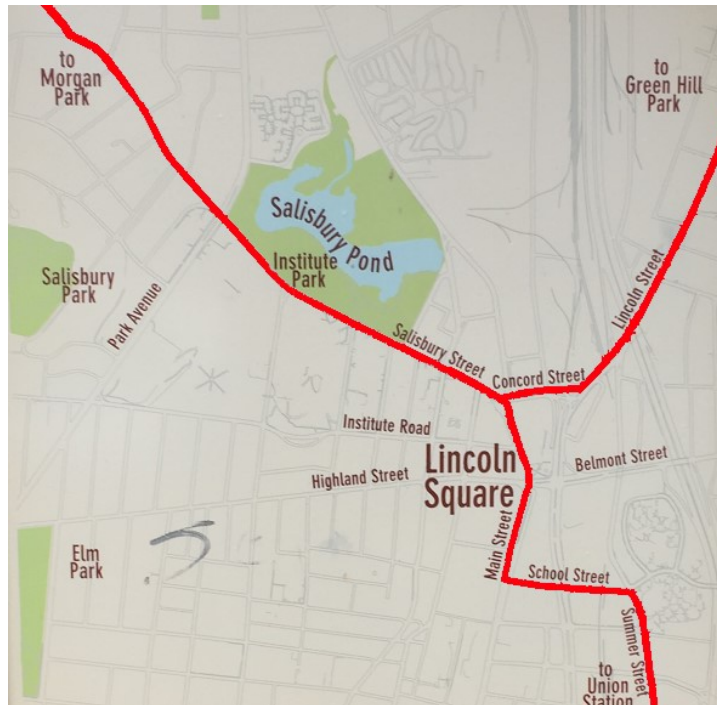 to
Morgan
Park
to
Green Hill
Park
Salisbury Pond
Institute
Park
Salisbury
Park
Park Avenue
Lincoln Street
Salisbury Street
Concord Street
Institute Road
Lincoln
Square
Belmont Street
Highland Street
Main Street
Elm
Park
School Street
Summer Street
to
Union
Station